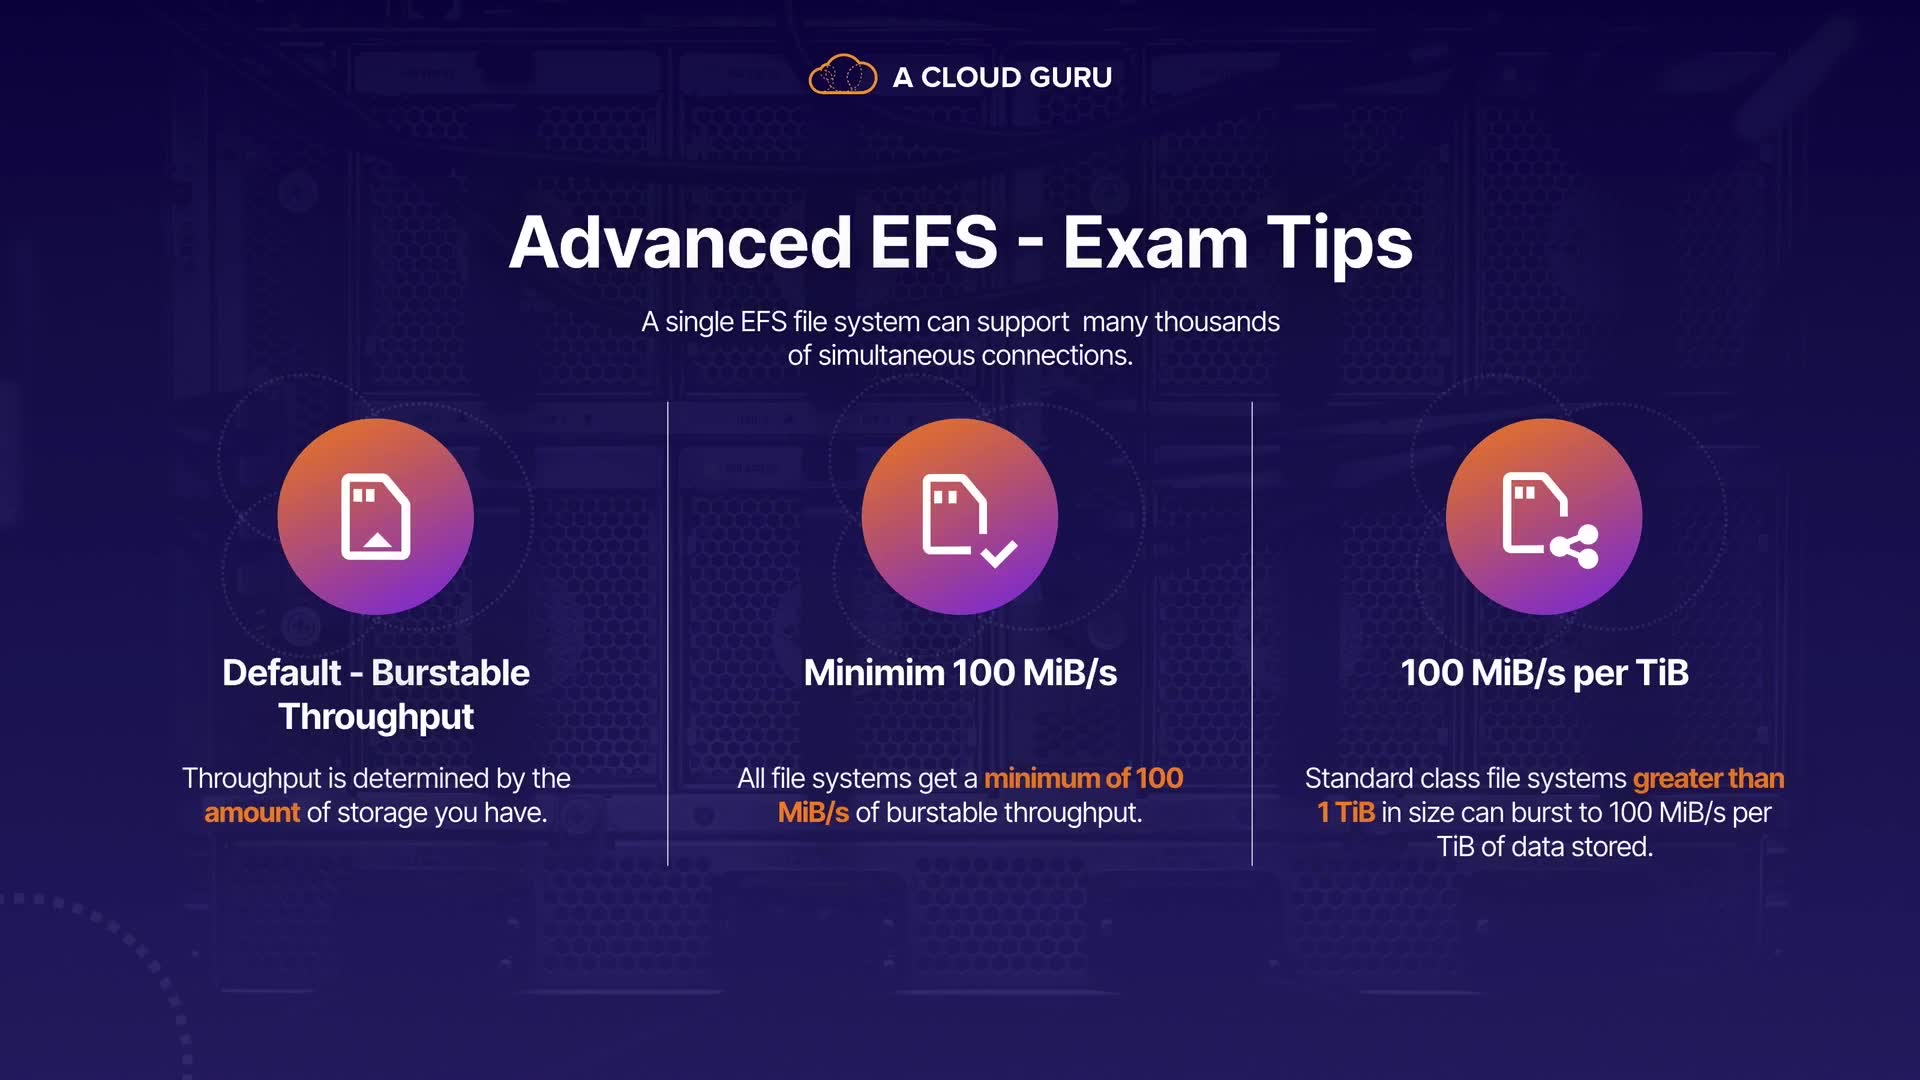 A CLOUD GURU
Advanced EFS - Exam Tips
A single EFS file system can support many thousands
of simultaneous connections.
Default - Burstable
Throughput
Throughput is determined by the
amount of storage you have.
Minimim 100 MiB/s
All file systems get a minimum of 100
MiB/s of burstable throughput.
100 MiB/s per TiB
Standard class file systems greater than
1 TiB in size can burst to 100 MiB/s per
TiB of data stored.